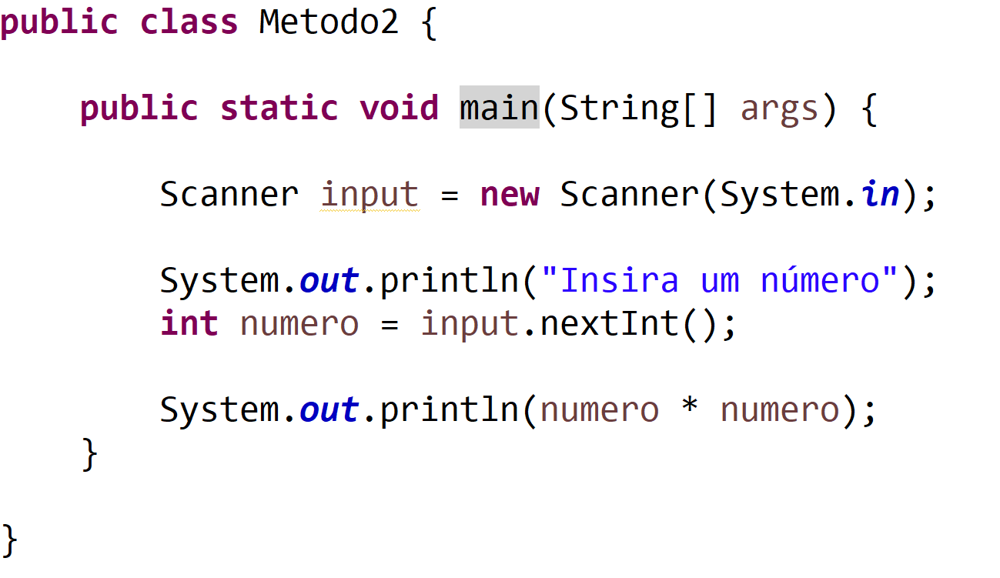 public class Metodo2 {
public static void main(String[] args) {
Scanner input = new Scanner(System.in);
System.out.println("Insira um número");
int numero = input.nextInt();
System.out.println(numero * numero);
}
}